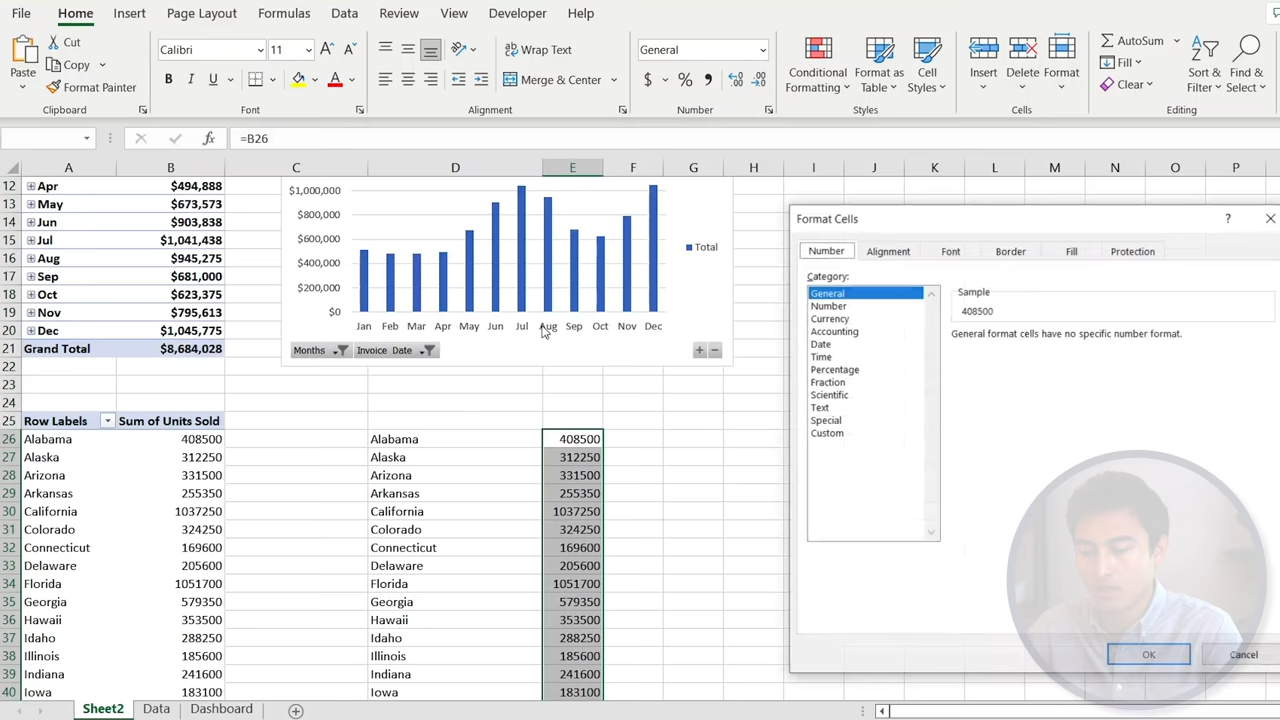 File Home Insert Page Layout Formulas Data Review View Developer Help
Paste Cut Copy Format Painter Clipboard
Calibri 11 B I U Font
Wrap Text Merge & Center Alignment
General $ % Number
Conditional Formatting Format as Table Cell Styles Styles
Insert Delete Format Cells
AutoSum Fill Clear Sort & Filter Find & Select Editing
fx =B26
A B C D E F G H I J K L M N O P
12 Apr $494,888
13 May $673,573
14 Jun $903,838
15 Jul $1,041,438
16 Aug $945,275
17 Sep $681,000
18 Oct $623,375
19 Nov $795,613
20 Dec $1,045,775
21 Grand Total $8,684,028
22
23
24
25 Row Labels Sum of Units Sold
26 Alabama 408500 Alabama 408500
27 Alaska 312250 Alaska 312250
28 Arizona 331500 Arizona 331500
29 Arkansas 255350 Arkansas 255350
30 California 1037250 California 1037250
31 Colorado 324250 Colorado 324250
32 Connecticut 169600 Connecticut 169600
33 Delaware 205600 Delaware 205600
34 Florida 1051700 Florida 1051700
35 Georgia 579350 Georgia 579350
36 Hawaii 353500 Hawaii 353500
37 Idaho 288250 Idaho 288250
38 Illinois 185600 Illinois 185600
39 Indiana 241600 Indiana 241600
40 Iowa 183100 Iowa 183100
$1,000,000
$800,000
$600,000
$400,000
$200,000
$0
Jan Feb Mar Apr May Jun Jul Aug Sep Oct Nov Dec
Total
Months Invoice Date
Format Cells ?
Number Alignment Font Border Fill Protection
Category:
General
Number
Currency
Accounting
Date
Time
Percentage
Fraction
Scientific
Text
Special
Custom
Sample
408500
General format cells have no specific number format.
OK Cancel
Sheet2 Data Dashboard